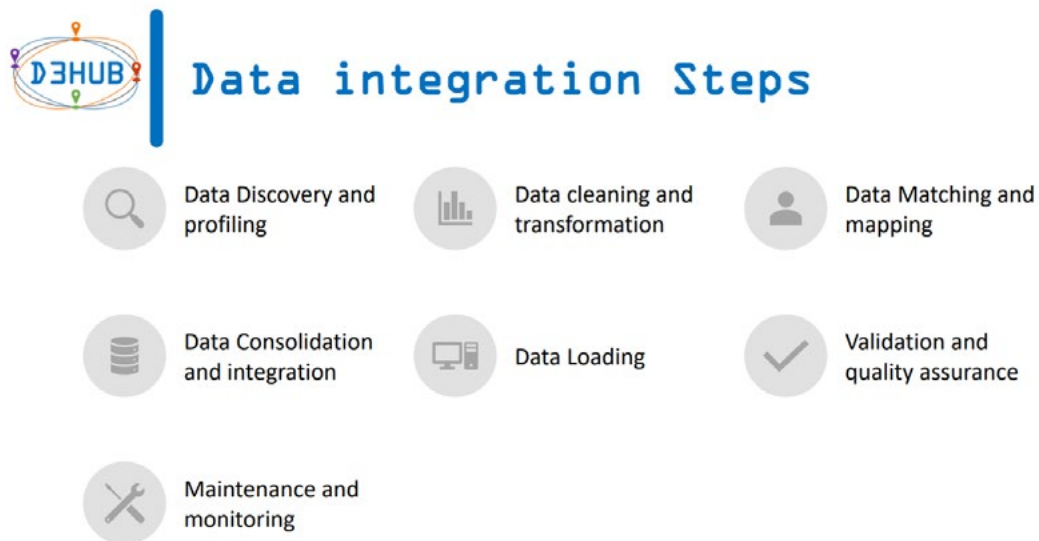 D3HUB
Data integration Steps
Data Discovery and
profiling
Data cleaning and
transformation
Data Matching and
mapping
Data Consolidation
and integration
Data Loading
Validation and
quality assurance
Maintenance and
monitoring